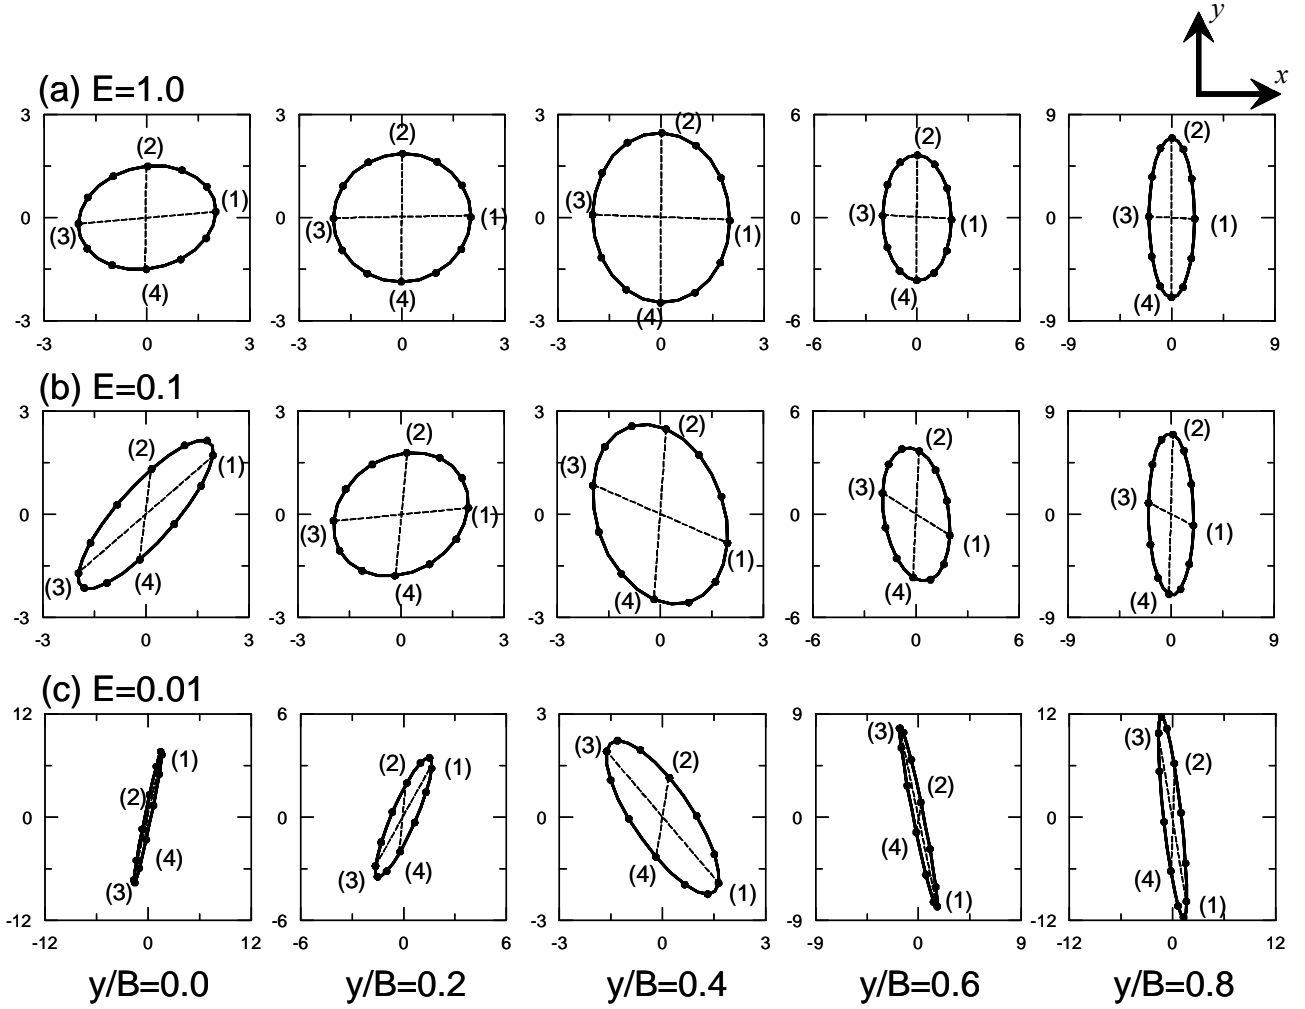 y
x
(a) E=1.0
3 3 3 6 9
(2) (2) (2) (2) (2)
(1) (1) (1) (1) (1)
0 0 0 0 0
(3) (3) (3) (3) (3)
(4) (4) (4) (4) (4)
-3 -3 -3 -6 -9
-3 0 3 -3 0 3 -3 0 3 -6 0 6 -9 0 9
(b) E=0.1
3 3 3 6 9
(2) (2) (2) (2) (2)
(1) (1) (1) (1) (1)
0 0 0 0 0
(3) (3) (3) (3) (3)
(4) (4) (4) (4) (4)
-3 -3 -3 -6 -9
-3 0 3 -3 0 3 -3 0 3 -6 0 6 -9 0 9
(c) E=0.01
12 6 3 9 12
(1) (1) (3) (3) (3)
(2) (2) (2) (2) (2)
0 0 0 0 0
(4) (4) (4) (4) (4)
(3) (3) (1) (1) (1)
-12 -6 -3 -9 -12
-12 0 12 -6 0 6 -3 0 3 -9 0 9 -12 0 12
y/B=0.0 y/B=0.2 y/B=0.4 y/B=0.6 y/B=0.8